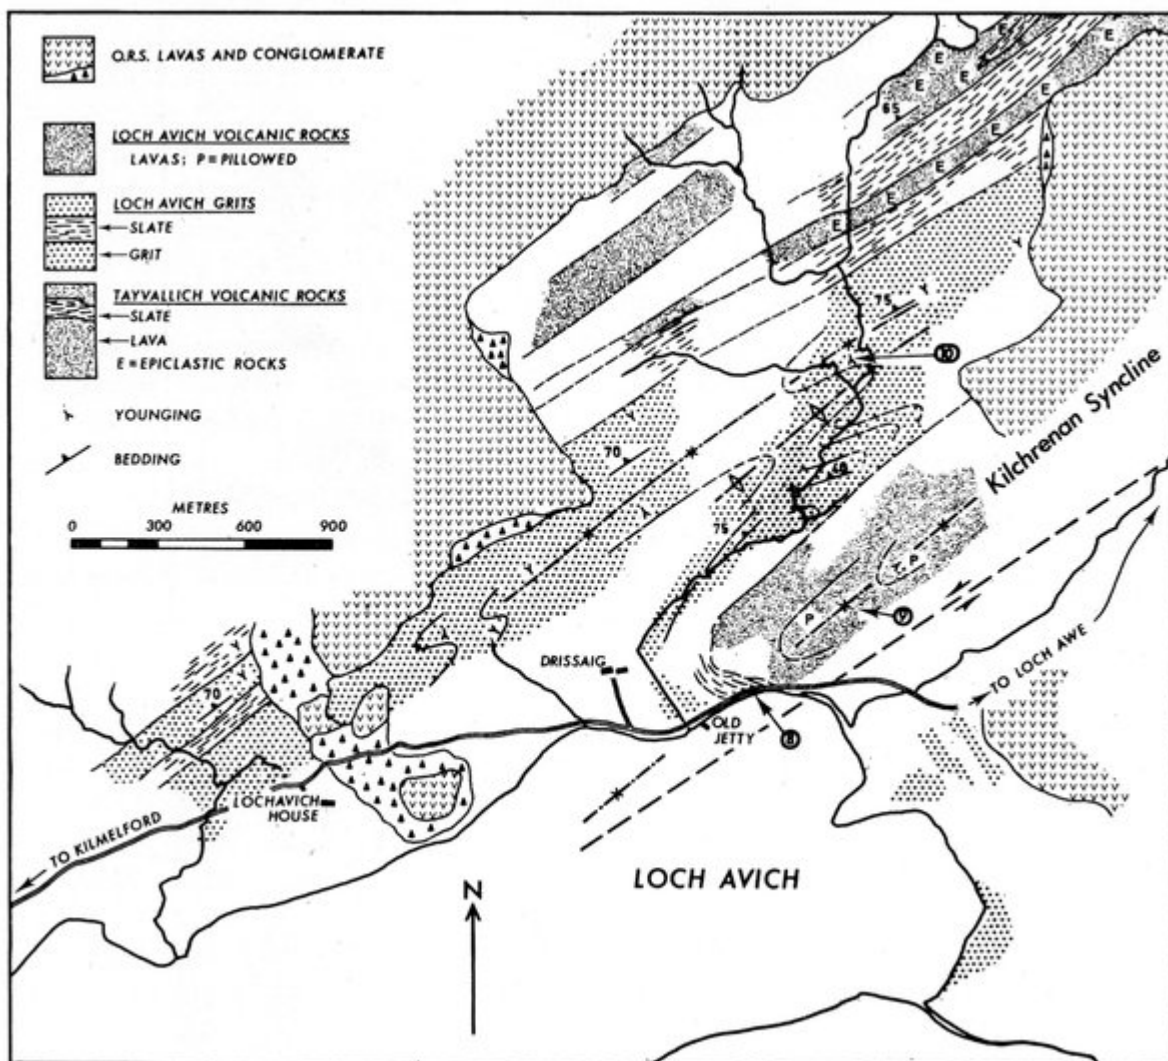 O.R.S. LAVAS AND CONGLOMERATE
LOCH AVICH VOLCANIC ROCKS
LAVAS; P = PILLOWED
LOCH AVICH GRITS
SLATE
GRIT
TAYVALLICH VOLCANIC ROCKS
SLATE
LAVA
E = EPICLASTIC ROCKS
YOUNGING
BEDDING
METRES
0 300 600 900
E
E
E
E
E
E
E
65
E
E
E
E
75
10
70
40
75
Kilchrenan Syncline
P
P
9
70
DRISSAIG
OLD
JETTY
8
TO LOCH AWE
LOCHAVICH
HOUSE
TO KILMELFORD
LOCH AVICH
N